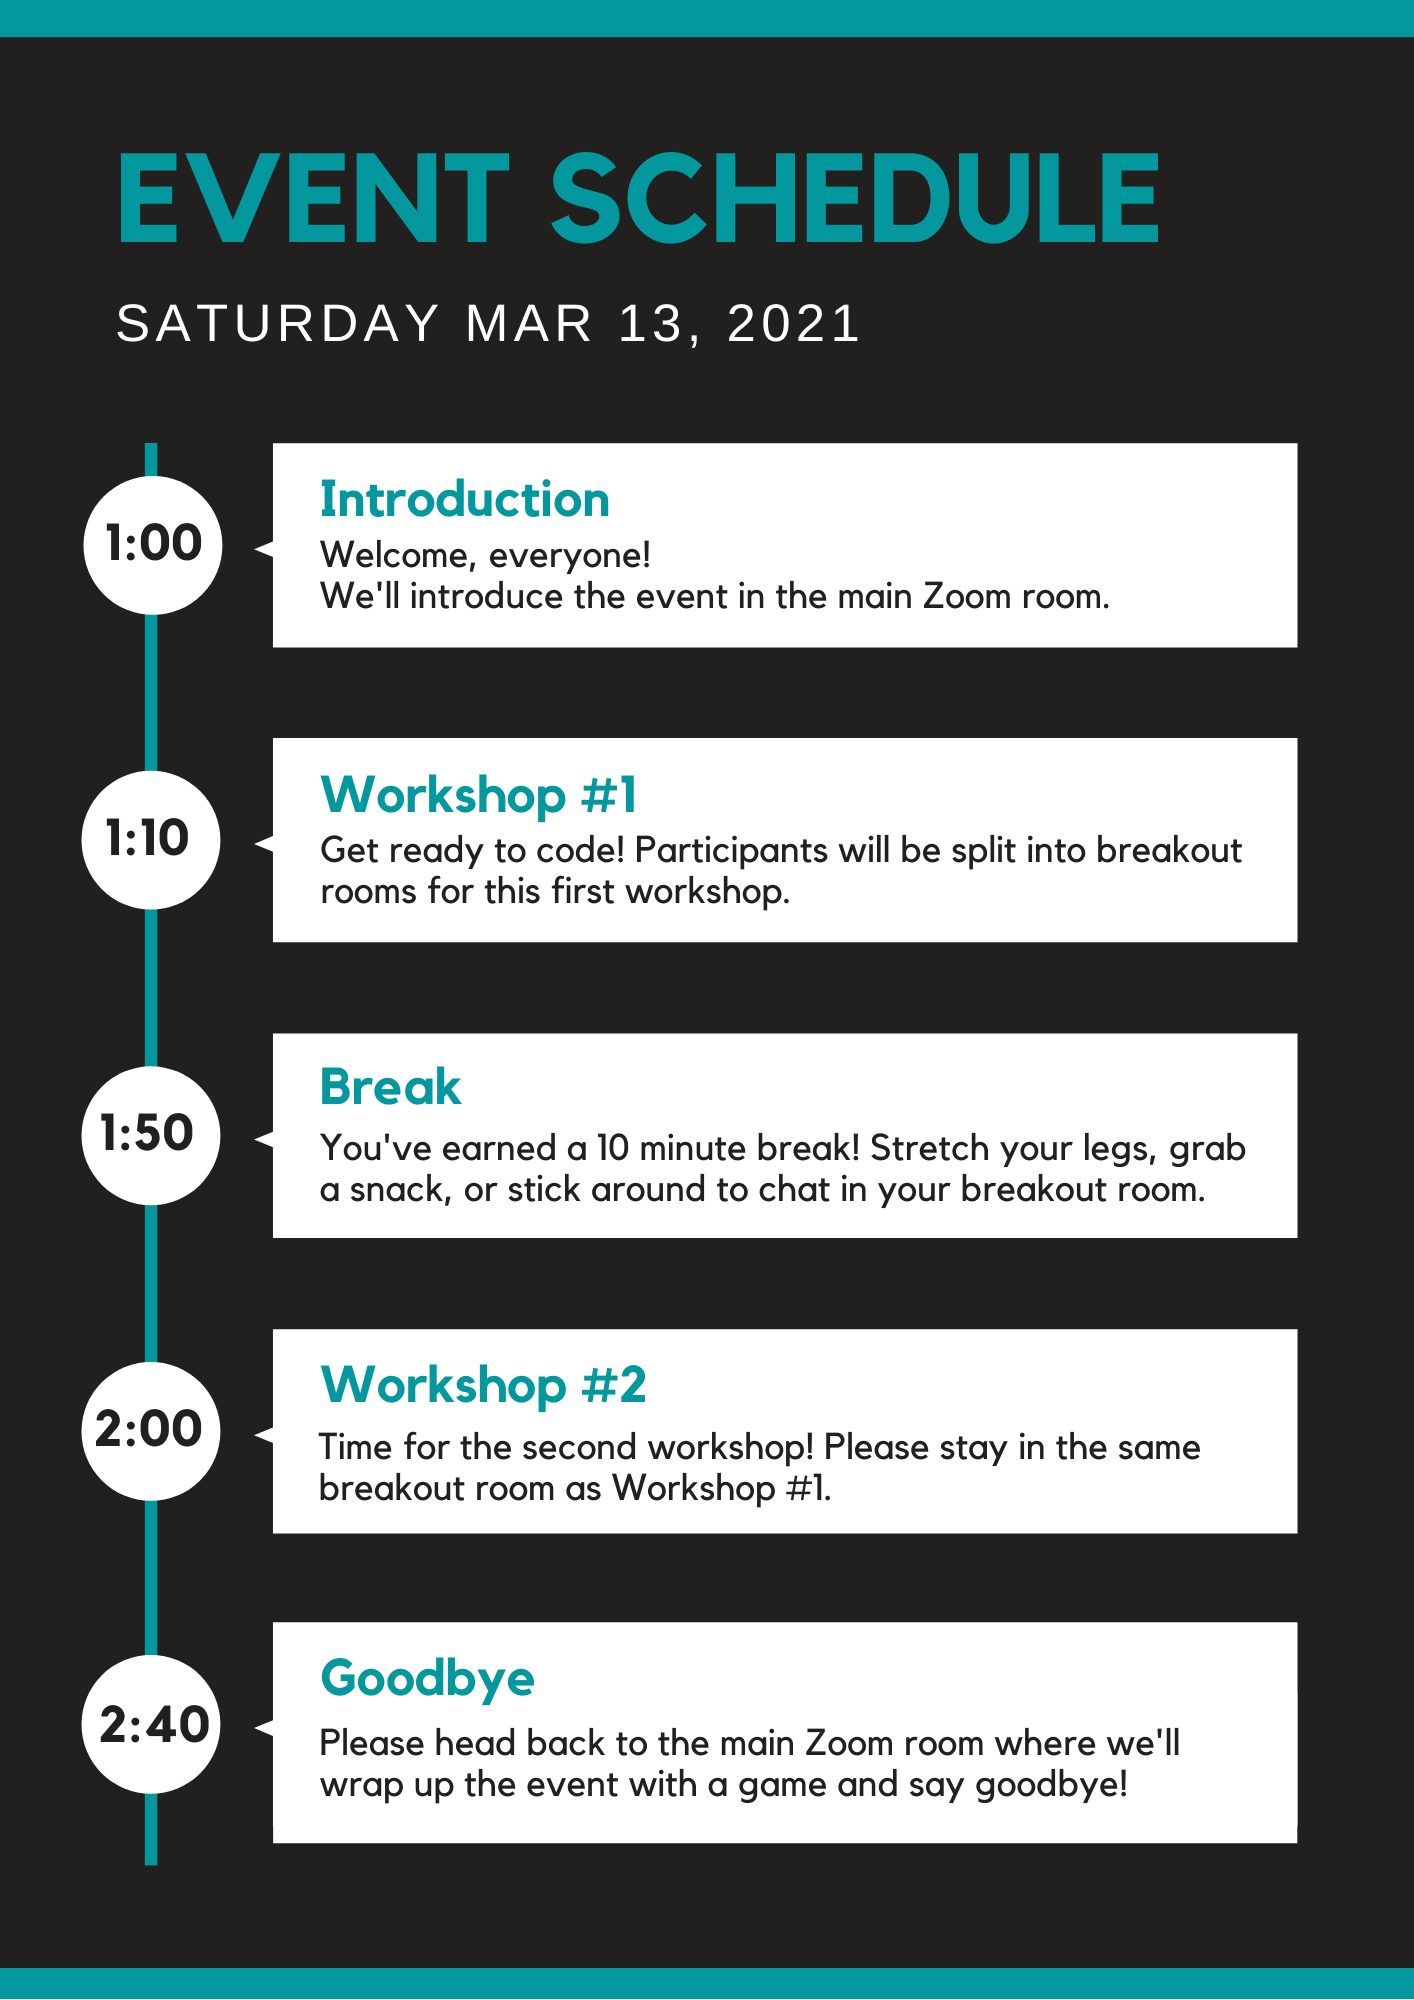 EVENT SCHEDULE
SATURDAY MAR 13, 2021
1:00
Introduction
Welcome, everyone!
We'll introduce the event in the main Zoom room.
1:10
Workshop #1
Get ready to code! Participants will be split into breakout
rooms for this first workshop.
1:50
Break
You've earned a 10 minute break! Stretch your legs, grab
a snack, or stick around to chat in your breakout room.
2:00
Workshop #2
Time for the second workshop! Please stay in the same
breakout room as Workshop #1.
2:40
Goodbye
Please head back to the main Zoom room where we'll
wrap up the event with a game and say goodbye!